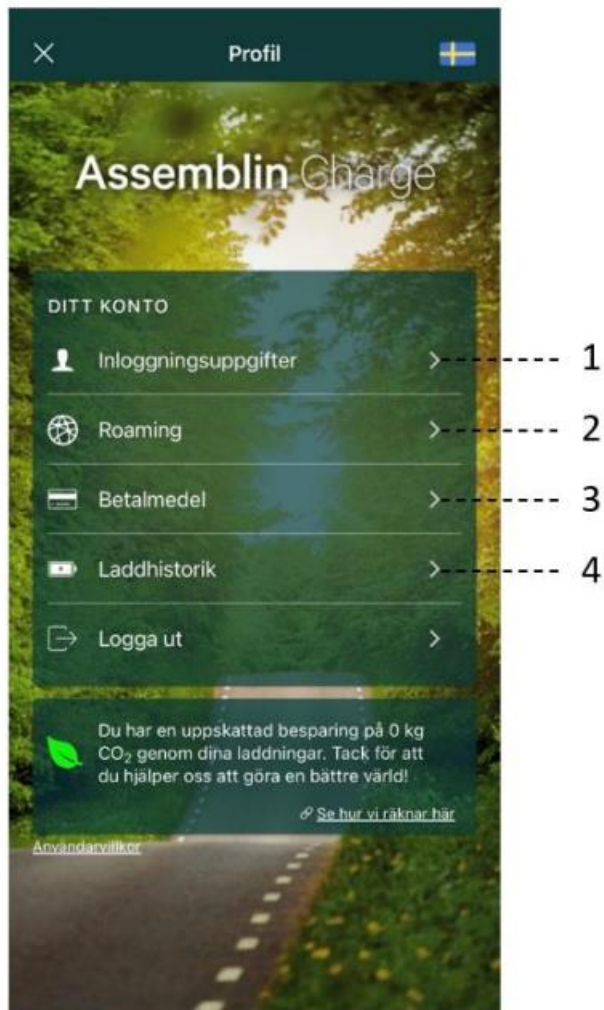 Profil
Assemblin Charge
DITT KONTO
Inloggningsuppgifter
1
Roaming
2
Betalmedel
3
Laddhistorik
4
Logga ut
Du har en uppskattad besparing på 0 kg
CO₂ genom dina laddningar. Tack för att
du hjälper oss att göra en bättre värld!
Se hur vi räknar här
Användarvillkor